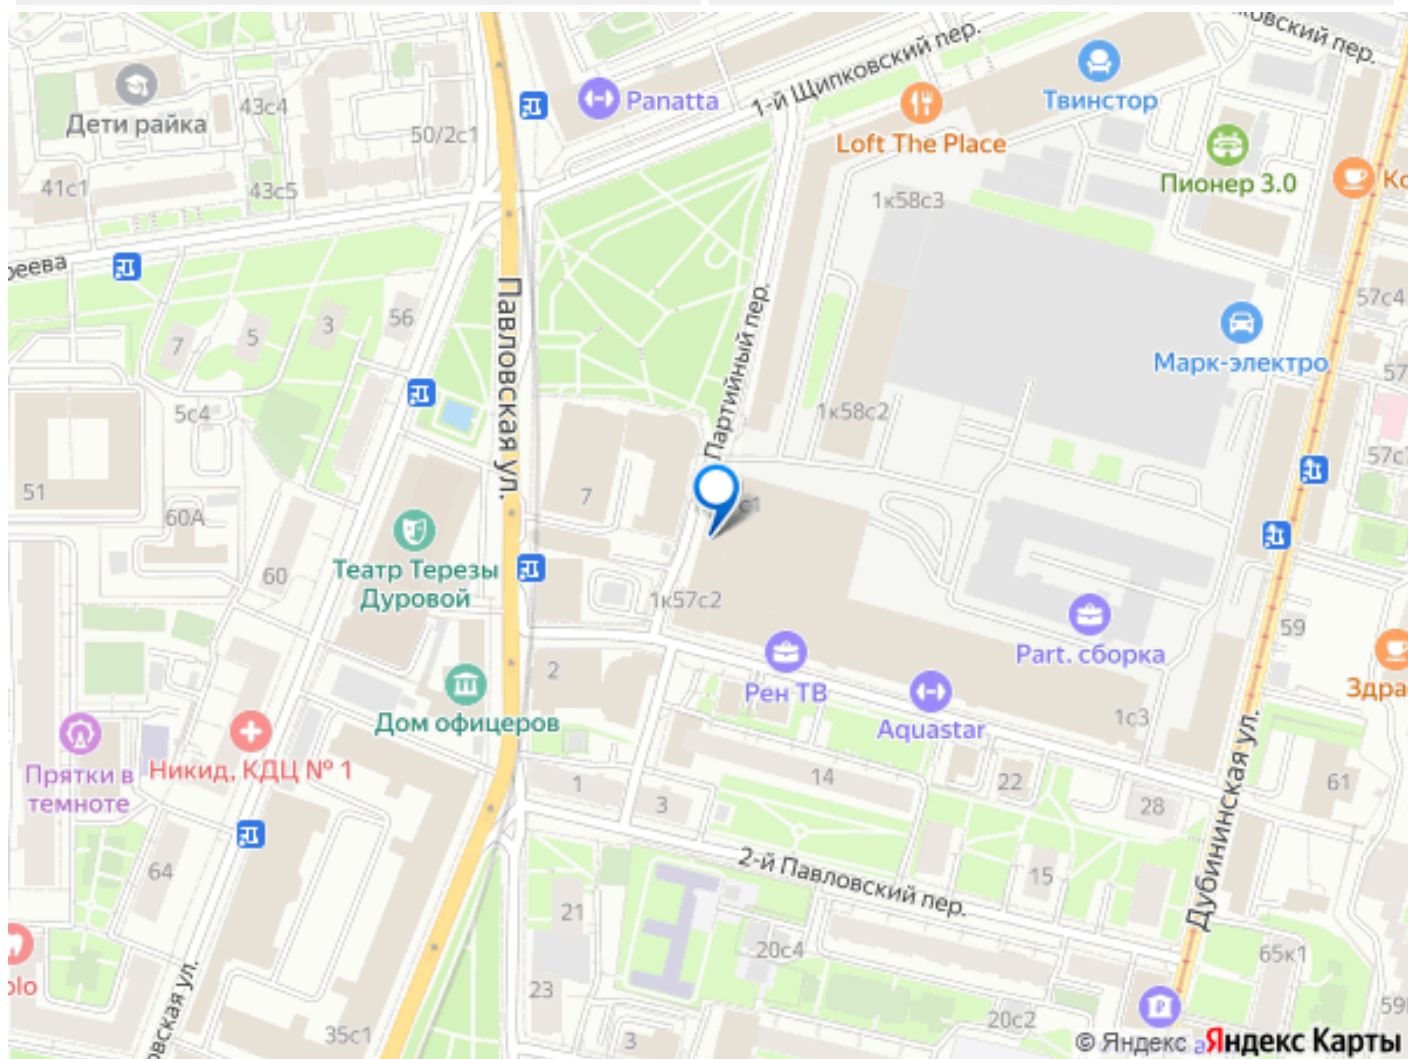 ковский пер.
1-й Щипковский пер.
Panatta
Твинстор
Дети райка
43с4
50/2с1
Loft The Place
Пионер 3.0
41с1
43с5
1к58с3
Павловская ул.
Партийный пер.
57с4
7
5
3
56
Марк-электро
5с4
1к58с2
51
60А
7
с1
57с7
Театр Терезы
Дуровой
60
1к57с2
59
Part. сборка
2
Рен ТВ
Aquastar
Дом офицеров
1с3
Прятки в
темноте
Никид, КДЦ № 1
1
3
14
22
28
61
Дубининская ул.
64
2-й Павловский пер.
15
21
20с4
65к1
23
20с2
35с1
3
© Яндекс Яндекс Карты